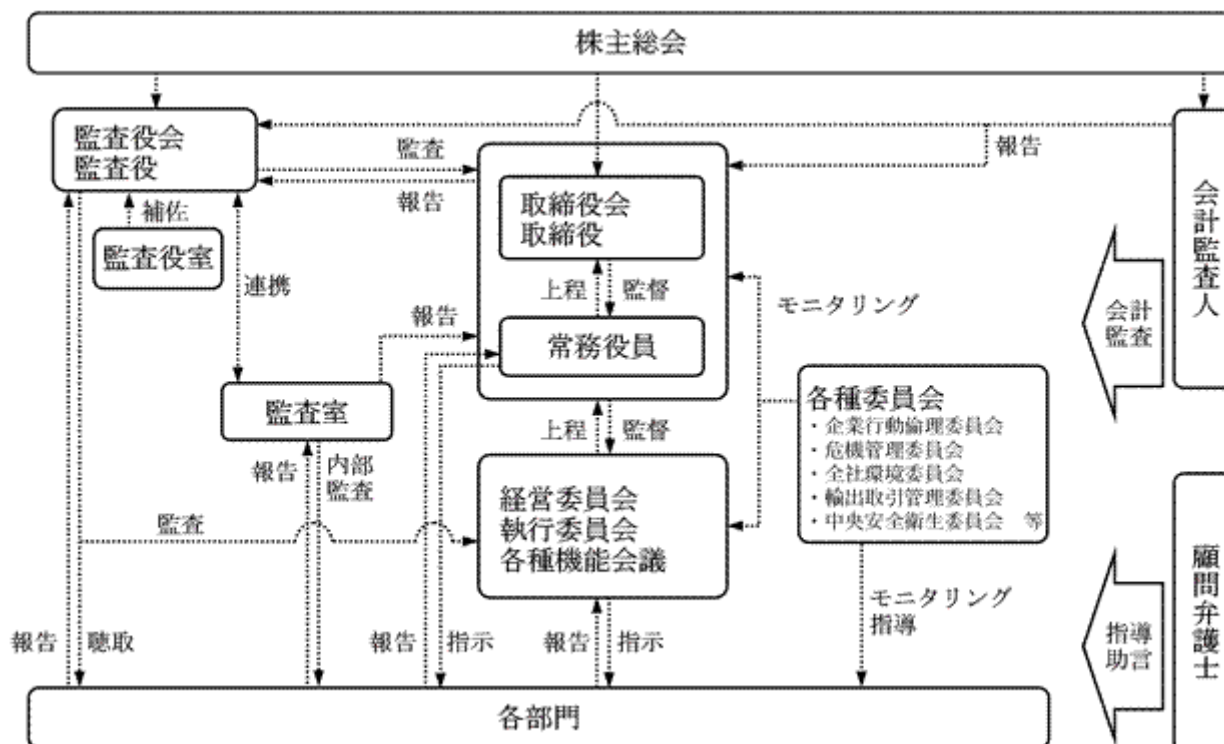 株主総会
監査役会
監査役
監査
報告
報告
補佐
監査役室
連携
取締役会
取締役
上程
監督
常務役員
報告
モニタリング
会計監査人
会計
監査
監査室
上程
監督
各種委員会
・企業行動倫理委員会
・危機管理委員会
・全社環境委員会
・輸出取引管理委員会
・中央安全衛生委員会 等
報告
内部
監査
監査
経営委員会
執行委員会
各種機能会議
モニタリング
指導
顧問弁護士
指導
助言
報告
聴取
報告
指示
報告
指示
各部門